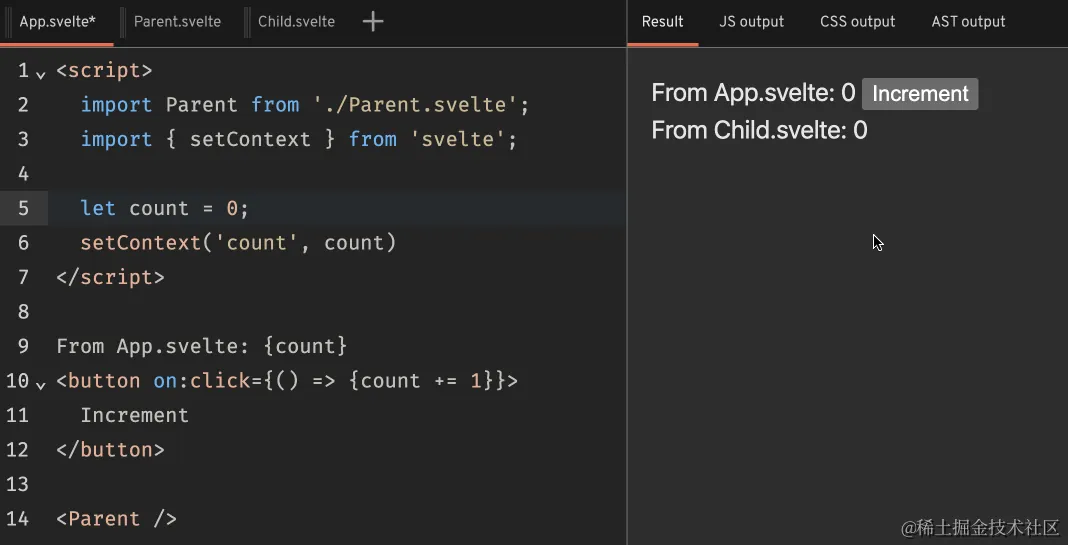 App.svelte* Parent.svelte Child.svelte +
Result JS output CSS output AST output
1 <script>
2 import Parent from './Parent.svelte';
3 import { setContext } from 'svelte';
4
5 let count = 0;
6 setContext('count', count)
7 </script>
8
9 From App.svelte: {count}
10 <button on:click={() => {count += 1}}>
11 Increment
12 </button>
13
14 <Parent />
From App.svelte: 0 Increment
From Child.svelte: 0
@稀土掘金技术社区